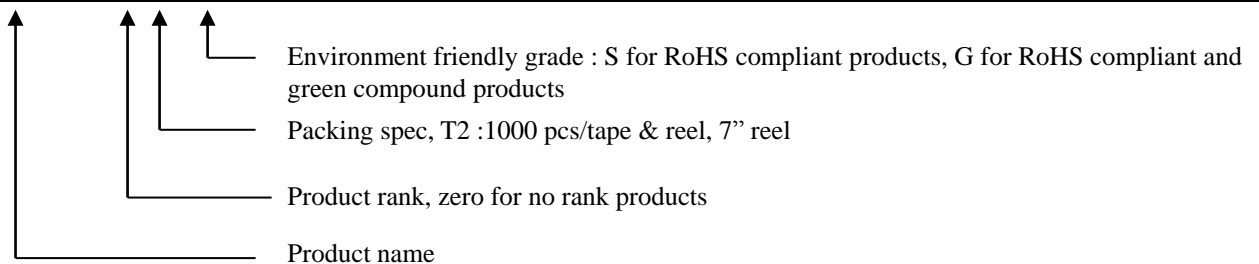 Environment friendly grade : S for RoHS compliant products, G for RoHS compliant and
green compound products
Packing spec, T2 :1000 pcs/tape & reel, 7” reel
Product rank, zero for no rank products
Product name